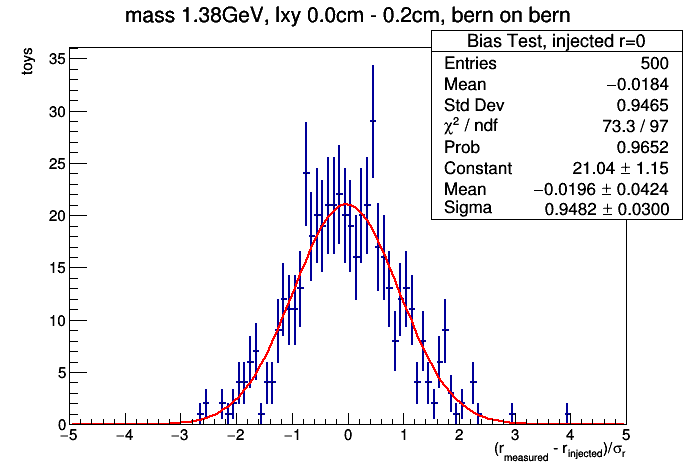 mass 1.38GeV, lxy 0.0cm - 0.2cm, bern on bern
Bias Test, injected r=0
Entries 500
Mean −0.0184
Std Dev 0.9465
χ² / ndf 73.3 / 97
Prob 0.9652
Constant 21.04 ± 1.15
Mean −0.0196 ± 0.0424
Sigma 0.9482 ± 0.0300
toys
35
30
25
20
15
10
5
0
−5 −4 −3 −2 −1 0 1 2 3 4 5
(r_measured - r_injected)/σ_r